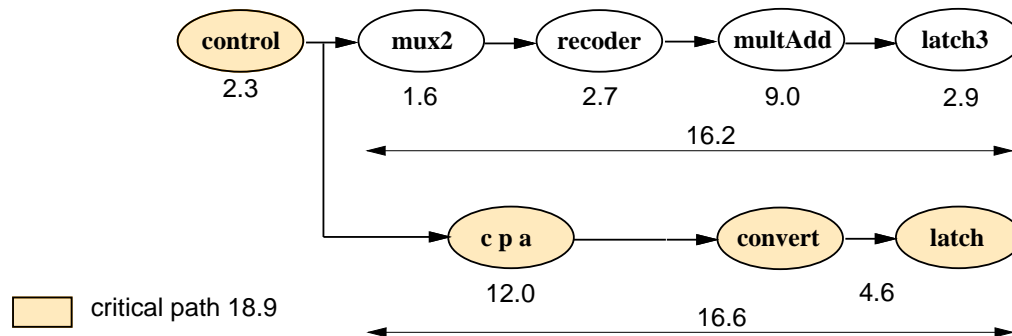 control mux2 recoder multAdd latch3
2.3 1.6 2.7 9.0 2.9
16.2
c p a convert latch
12.0 4.6
critical path 18.9
16.6